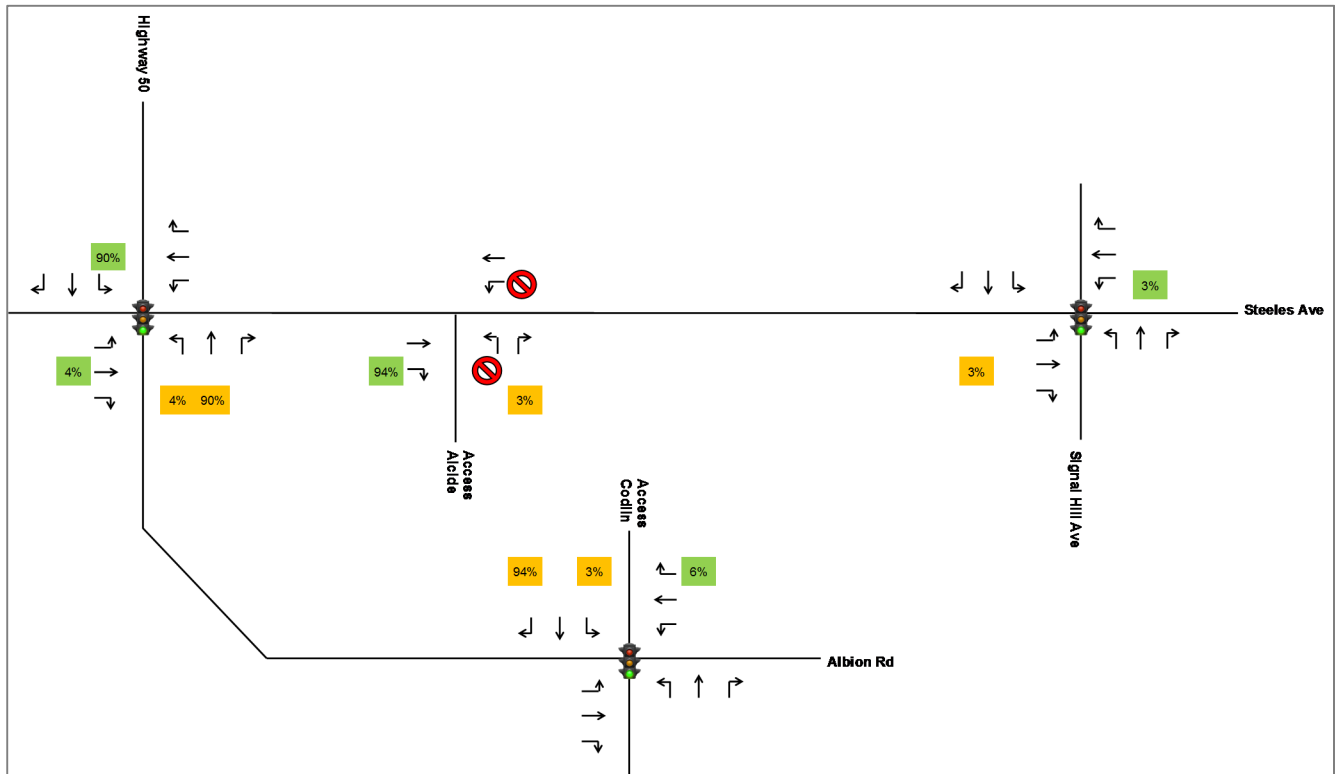 Highway 50
90%
3%
Steeles Ave
4%
94%
3%
4% 90%
3%
Access
Alcide
Signal Hill Ave
Access
Codlin
94%
3%
6%
Albion Rd